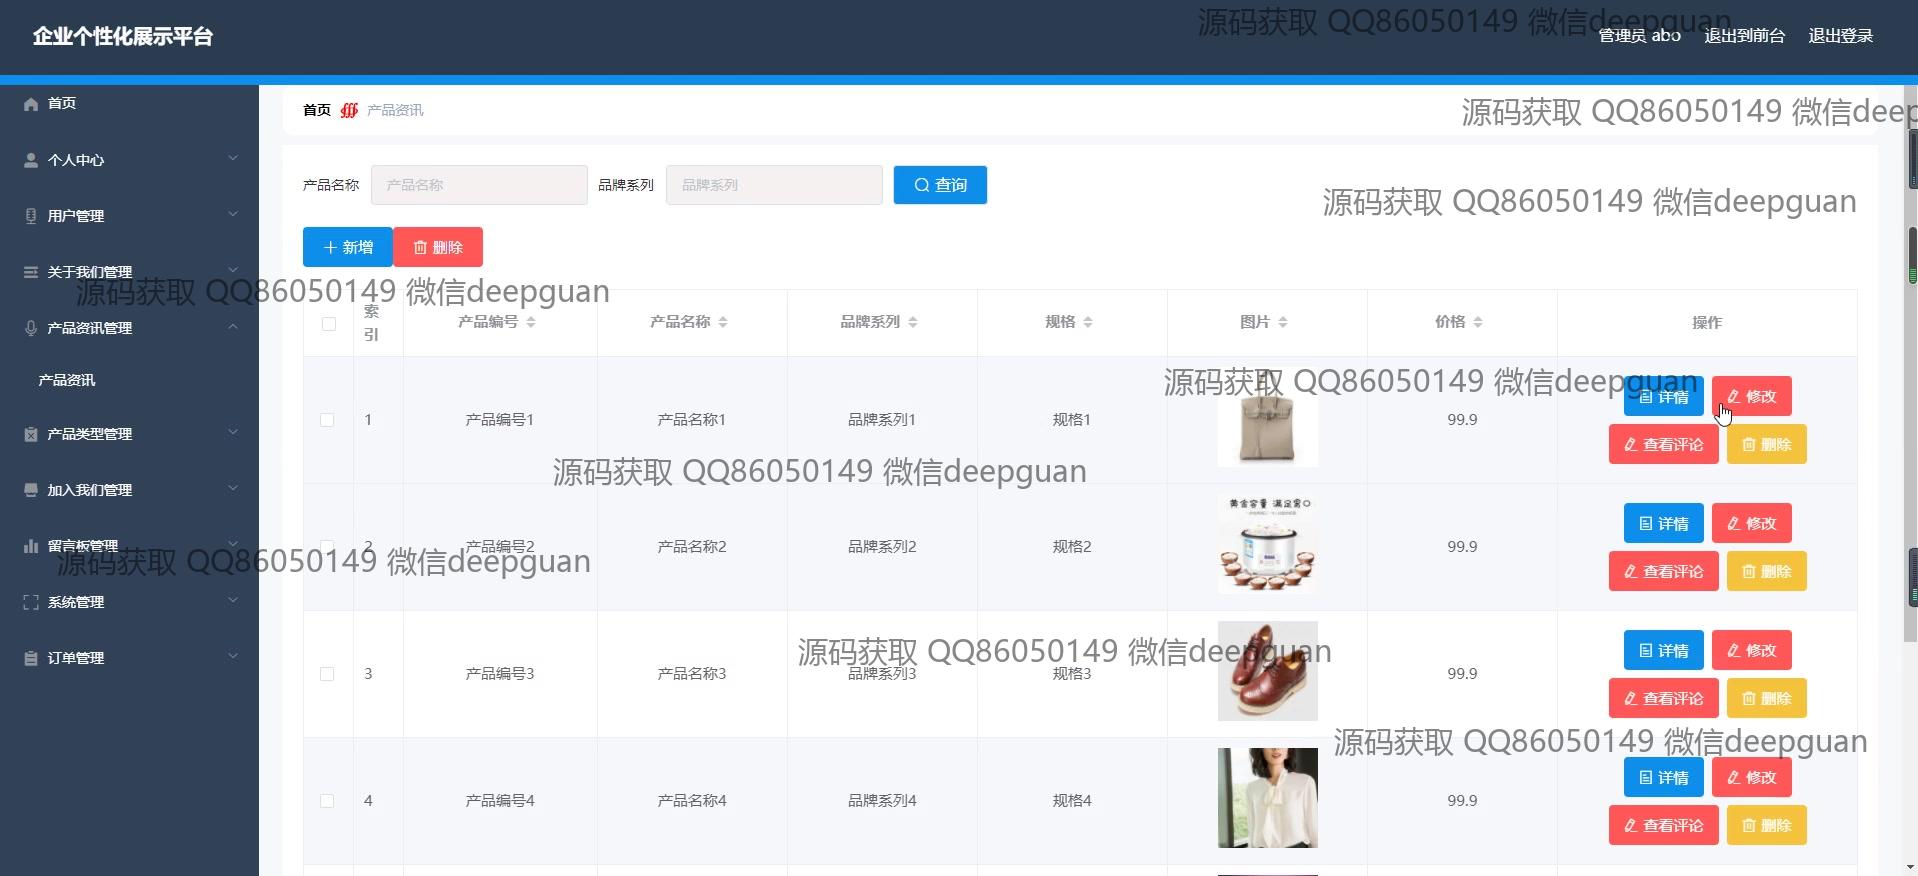 企业个性化展示平台
源码获取 QQ86050149 微信deepguan
管理员 abo 退出到前台 退出登录
首页
个人中心
用户管理
关于我们管理
产品资讯管理
产品资讯
产品类型管理
加入我们管理
留言板管理
系统管理
订单管理
首页 产品资讯
源码获取 QQ86050149 微信deep
产品名称 产品名称 品牌系列 品牌系列 查询
源码获取 QQ86050149 微信deepguan
新增 删除
源码获取 QQ86050149 微信deepguan
索引 产品编号 产品名称 品牌系列 规格 图片 价格 操作
源码获取 QQ86050149 微信deepguan
1 产品编号1 产品名称1 品牌系列1 规格1 99.9 详情 修改
查看评论 删除
源码获取 QQ86050149 微信deepguan
黄金容量 满足需
2 产品编号2 产品名称2 品牌系列2 规格2 99.9 详情 修改
查看评论 删除
源码获取 QQ86050149 微信deepguan
3 产品编号3 产品名称3 品牌系列3 规格3 99.9 详情 修改
查看评论 删除
源码获取 QQ86050149 微信deepguan
源码获取 QQ86050149 微信deepguan
4 产品编号4 产品名称4 品牌系列4 规格4 99.9 详情 修改
查看评论 删除